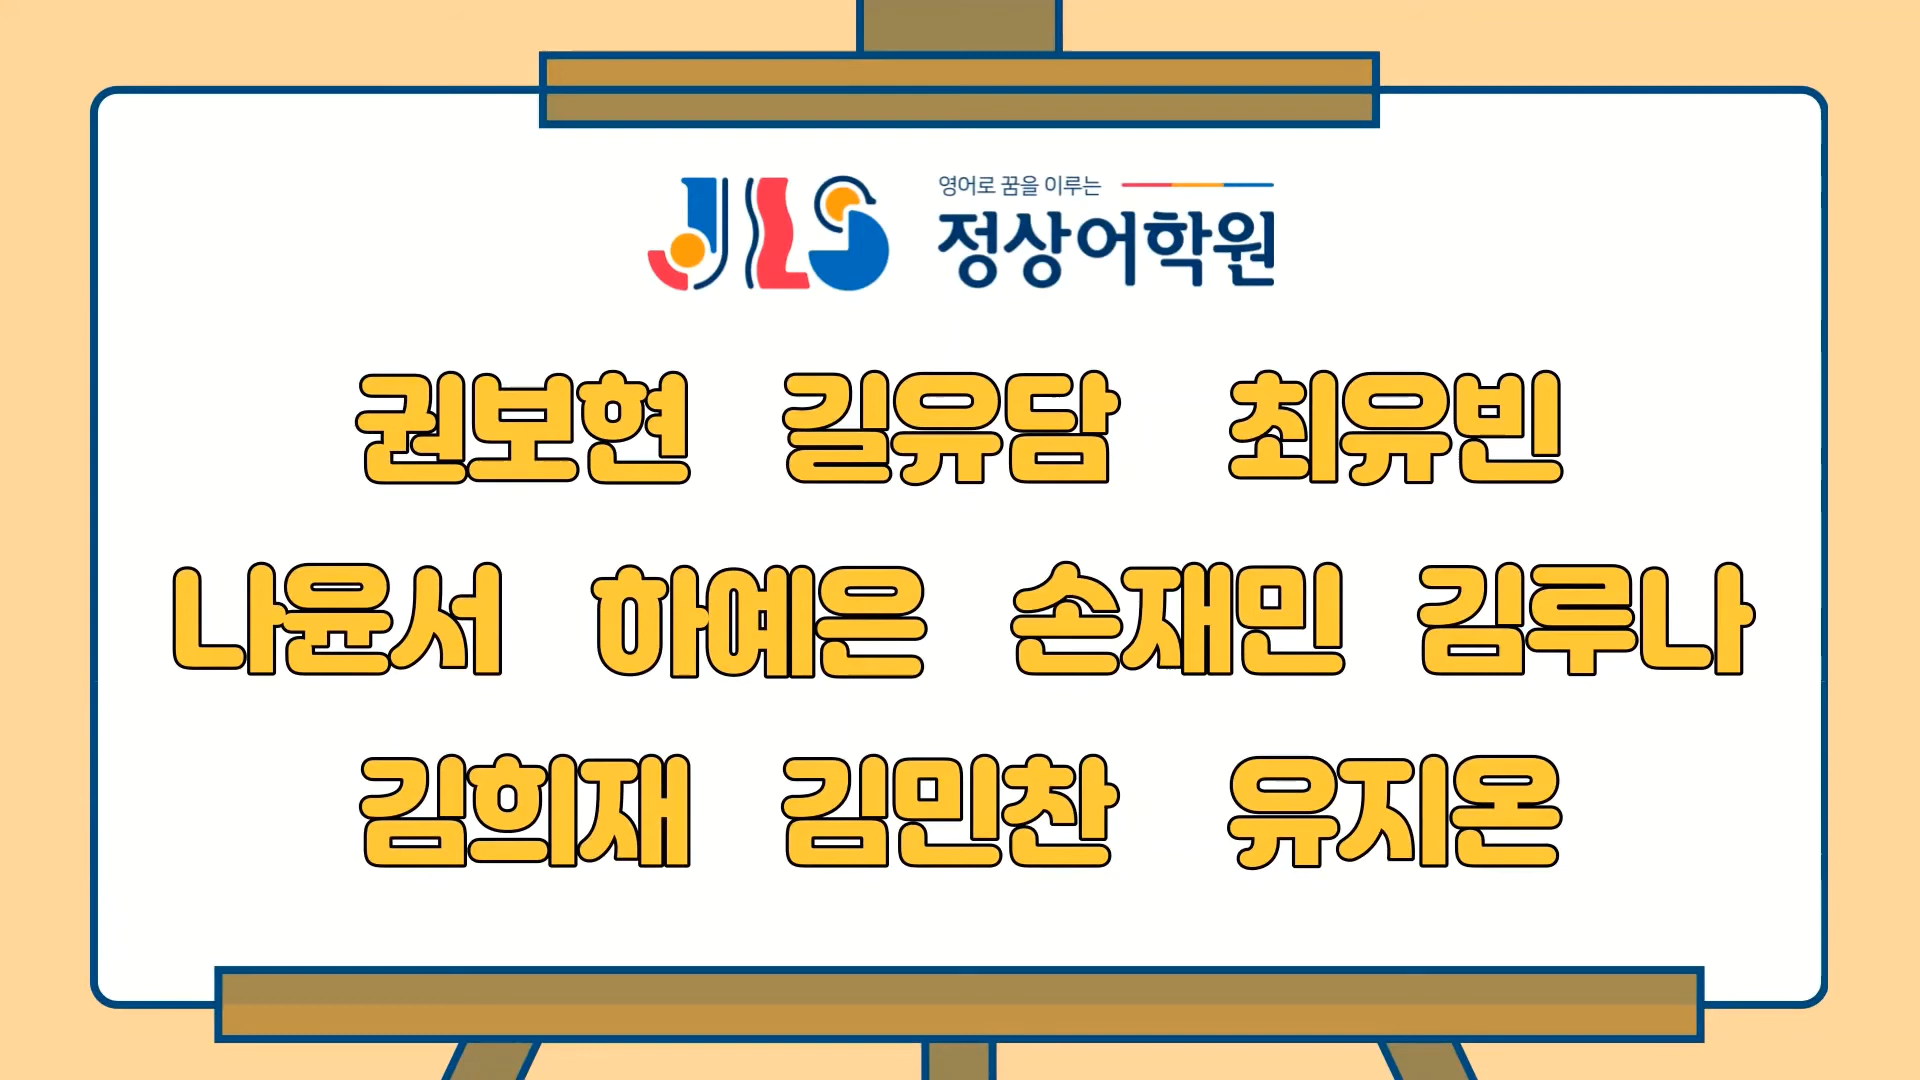 JLS
영어로 꿈을 이루는
정상어학원
권보현 길유담 최유빈
나윤서 하예은 손재민 김루나
김희재 김민찬 유지온